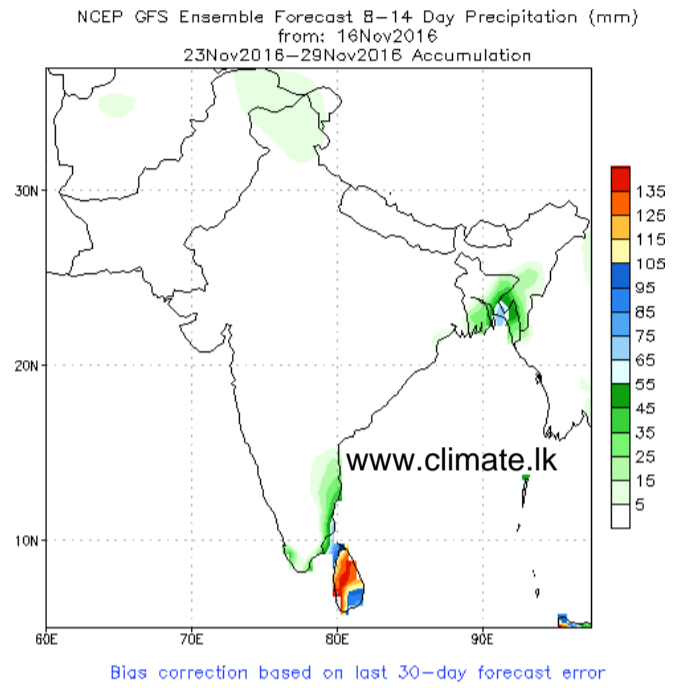 NCEP GFS Ensemble Forecast 8-14 Day Precipitation (mm)
from: 16Nov2016
23Nov2016-29Nov2016 Accumulation
30N
20N
10N
60E
70E
80E
90E
www.climate.lk
135
125
115
105
95
85
75
65
55
45
35
25
15
5
Bias correction based on last 30-day forecast error